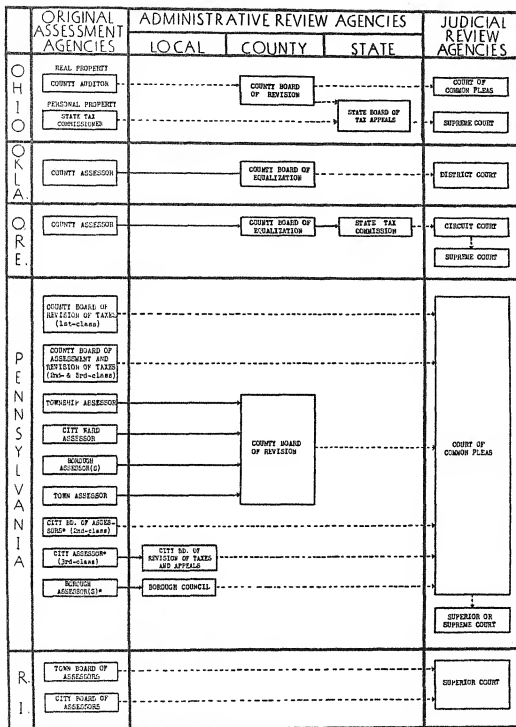 ORIGINAL
ASSESSMENT
AGENCIES
ADMINISTRATIVE REVIEW AGENCIES
LOCAL
COUNTY
STATE
JUDICIAL
REVIEW
AGENCIES
OHIO
REAL PROPERTY
COUNTY AUDITOR
PERSONAL PROPERTY
STATE TAX
COMMISSIONER
COUNTY BOARD
OF REVISION
STATE BOARD OF
TAX APPEALS
COURT OF
COMMON PLEAS
SUPREME COURT
OKLA.
COUNTY ASSESSOR
COUNTY BOARD OF
EQUALIZATION
DISTRICT COURT
ORE.
COUNTY ASSESSOR
COUNTY BOARD OF
EQUALIZATION
STATE TAX
COMMISSION
CIRCUIT COURT
SUPREME COURT
PENNSYLVANIA
COUNTY BOARD OF
REVISION OF TAXES
(1st-class)
COUNTY BOARD OF
ASSESSMENT AND
REVISION OF TAXES
(2nd- & 3rd-class)
TOWNSHIP ASSESSOR
CITY WARD
ASSESSOR
BOROUGH
ASSESSOR(S)
TOWN ASSESSOR
CITY BD. OF ASSES-
SORS* (2nd-class)
CITY ASSESSOR*
(3rd-class)
BOROUGH
ASSESSOR(S)*
CITY BD. OF
REVISION OF TAXES
AND APPEALS
BOROUGH COUNCIL
COUNTY BOARD
OF REVISION
COURT OF
COMMON PLEAS
SUPERIOR OR
SUPREME COURT
R.I.
TOWN BOARD OF
ASSESSORS
CITY BOARD OF
ASSESSORS
SUPERIOR COURT